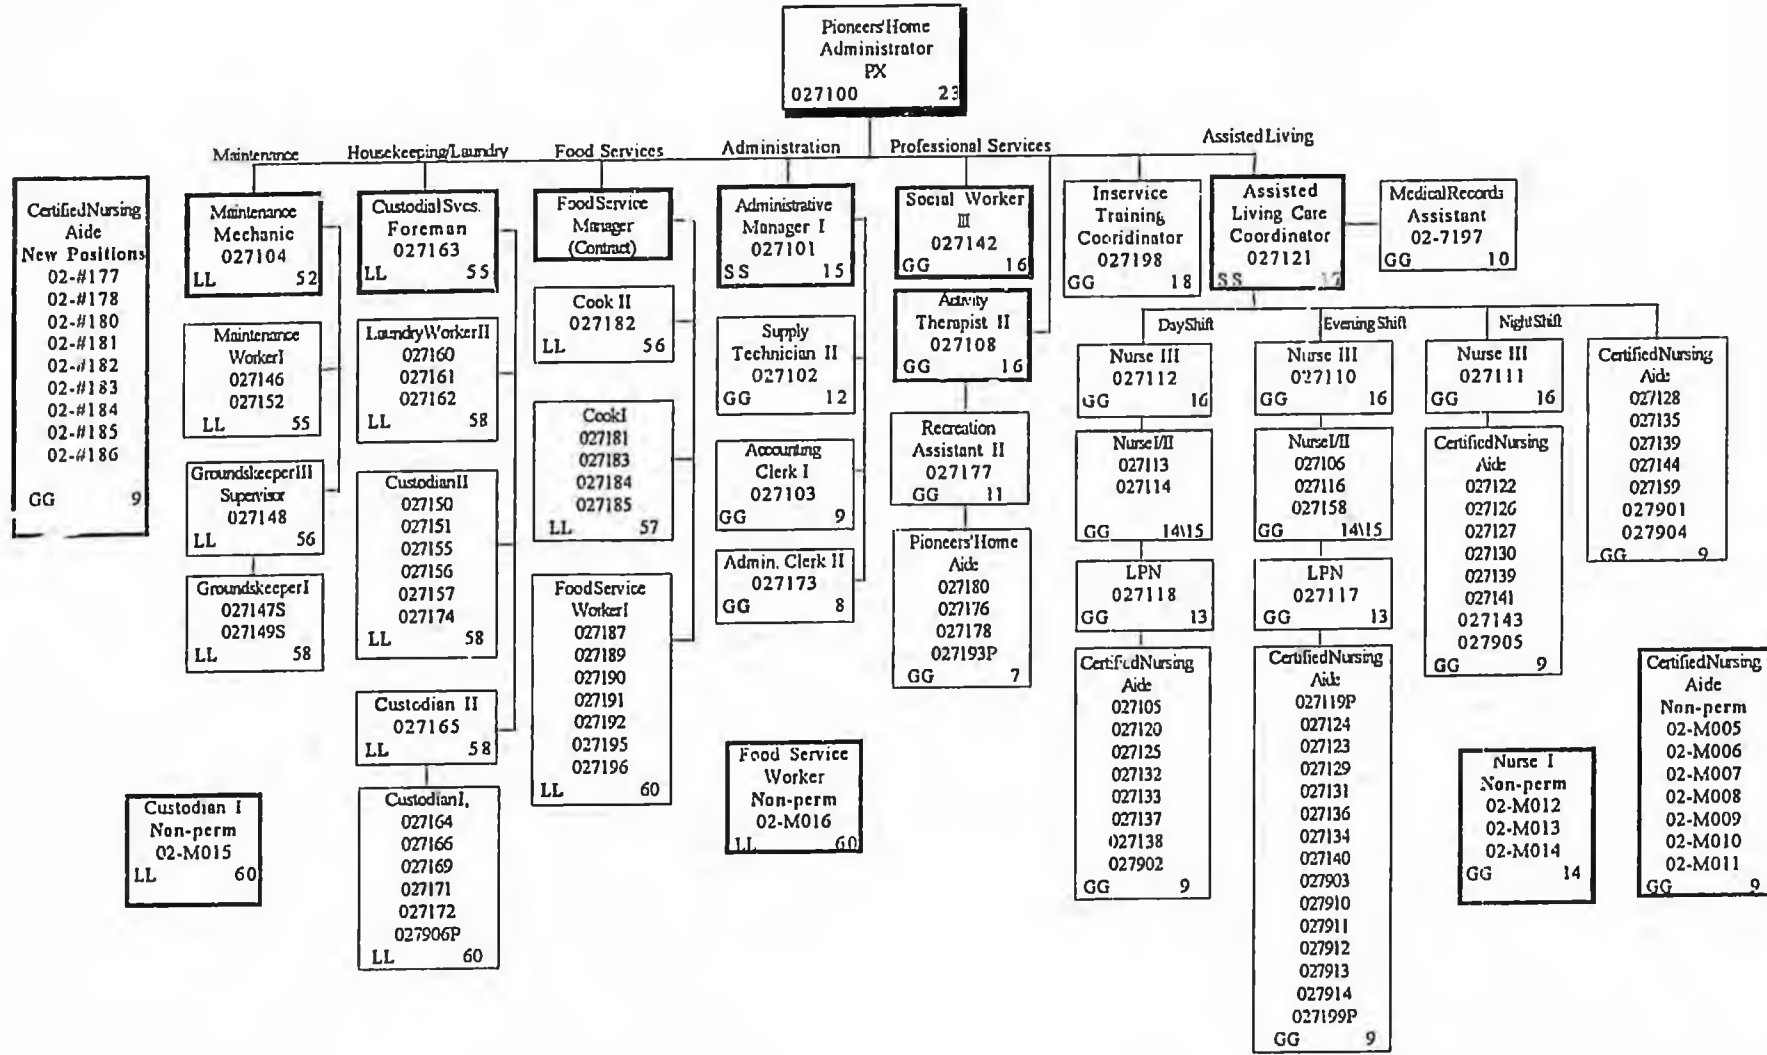 Pioneers'Home
Administrator
PX
027100 23
Maintenance
Housekeeping/Laundry
Food Services
Administration
Professional Services
Assisted Living
CertifiedNursing
Aide
New Positions
02-#177
02-#178
02-#180
02-#181
02-#182
02-#183
02-#184
02-#185
02-#186
GG 9
Maintenance
Mechanic
027104
LL 52
Maintenance
WorkerI
027146
027152
LL 55
GroundskeeperIII
Supervisor
027148
LL 56
GroundskeeperI
027147S
027149S
LL 58
Custodian I
Non-perm
02-M015
LL 60
Custodial Svcs.
Foreman
027163
LL 55
LaundryWorkerII
027160
027161
027162
LL 58
CustodianII
027150
027151
027155
027156
027157
027174
LL 58
Custodian II
027165
LL 58
CustodianI,
027164
027166
027169
027171
027172
027906P
LL 60
FoodService
Manager
(Contract)
Cook II
027182
LL 56
CookI
027181
027183
027184
027185
LL 57
FoodService
WorkerI
027187
027189
027190
027191
027192
027195
027196
LL 60
Administrative
Manager I
027101
SS 15
Supply
Technician II
027102
GG 12
Accounting
Clerk I
027103
GG 9
Admin. Clerk II
027173
GG 8
Food Service
Worker
Non-perm
02-M016
LL 60
Social Worker
III
027142
GG 16
Activity
Therapist II
027108
GG 16
Recreation
Assistant II
027177
GG 11
Pioneers'Home
Aide
027180
027176
027178
027193P
GG 7
Inservice
Training
Cooridinator
027198
GG 18
Assisted
Living Care
Coordinator
027121
SS 17
MedicalRecords
Assistant
02-7197
GG 10
DayShift
Evening Shift
NightShift
Nurse III
027112
GG 16
NurseI/II
027113
027114
GG 14\15
LPN
027118
GG 13
CertifiedNursing
Aide
027105
027120
027125
027132
027133
027137
027138
027902
GG 9
Nurse III
027110
GG 16
NurseI/II
027106
027116
027158
GG 14\15
LPN
027117
GG 13
CertifiedNursing
Aide
027119P
027124
027123
027129
027131
027136
027134
027140
027903
027910
027911
027912
027913
027914
027199P
GG 9
Nurse III
027111
GG 16
CertifiedNursing
Aide
027122
027126
027127
027130
027139
027141
027143
027905
GG 9
CertifiedNursing
Aide
027128
027135
027139
027144
027159
027901
027904
GG 9
Nurse I
Non-perm
02-M012
02-M013
02-M014
GG 14
CertifiedNursing
Aide
Non-perm
02-M005
02-M006
02-M007
02-M008
02-M009
02-M010
02-M011
GG 9